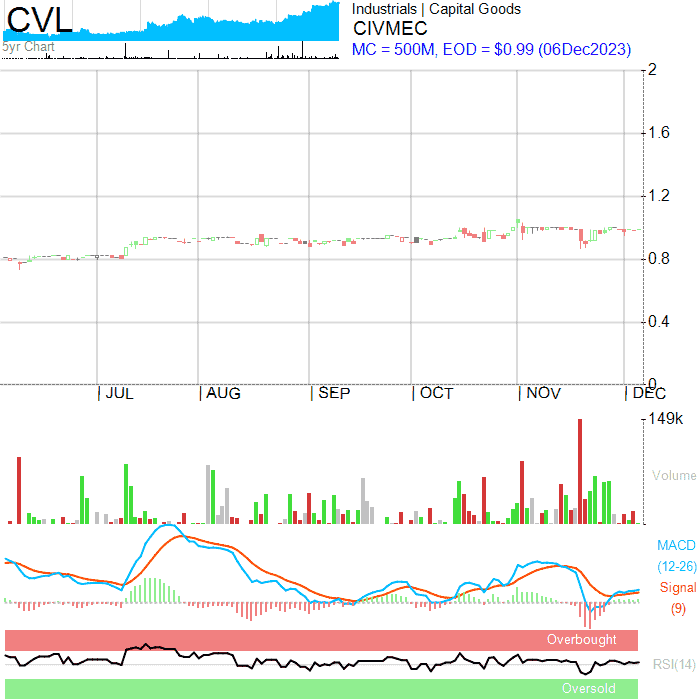 CVL
5yr Chart
Industrials | Capital Goods
CIVMEC
MC = 500M, EOD = $0.99 (06Dec2023)
2
1.6
1.2
0.8
0.4
0
| JUL | AUG | SEP | OCT | NOV | DEC
149k
Volume
MACD
(12-26)
Signal
(9)
Overbought
RSI(14)
Oversold